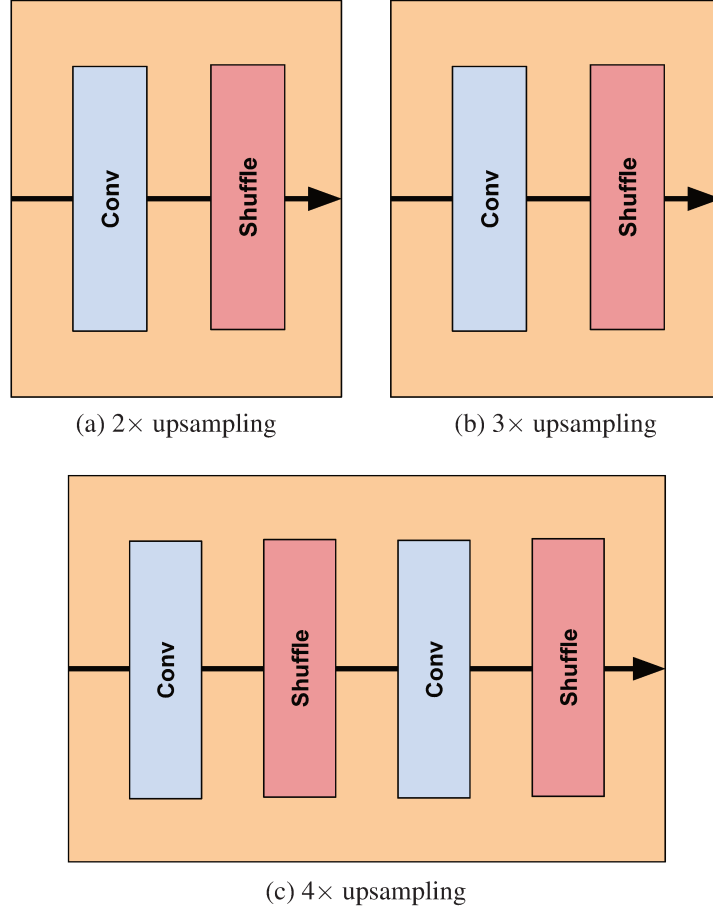 Conv
Shuffle
Conv
Shuffle
(a) 2× upsampling
(b) 3× upsampling
Conv
Shuffle
Conv
Shuffle
(c) 4× upsampling